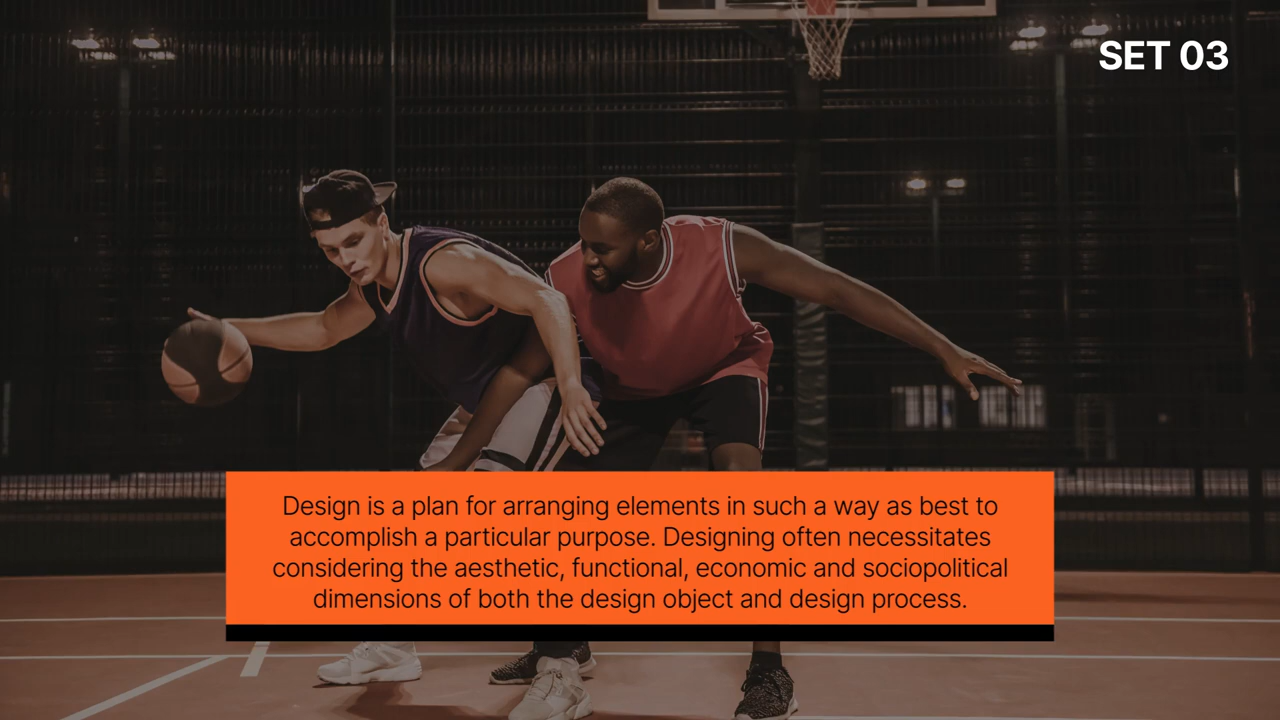 SET 03
Design is a plan for arranging elements in such a way as best to
accomplish a particular purpose. Designing often necessitates
considering the aesthetic, functional, economic and sociopolitical
dimensions of both the design object and design process.